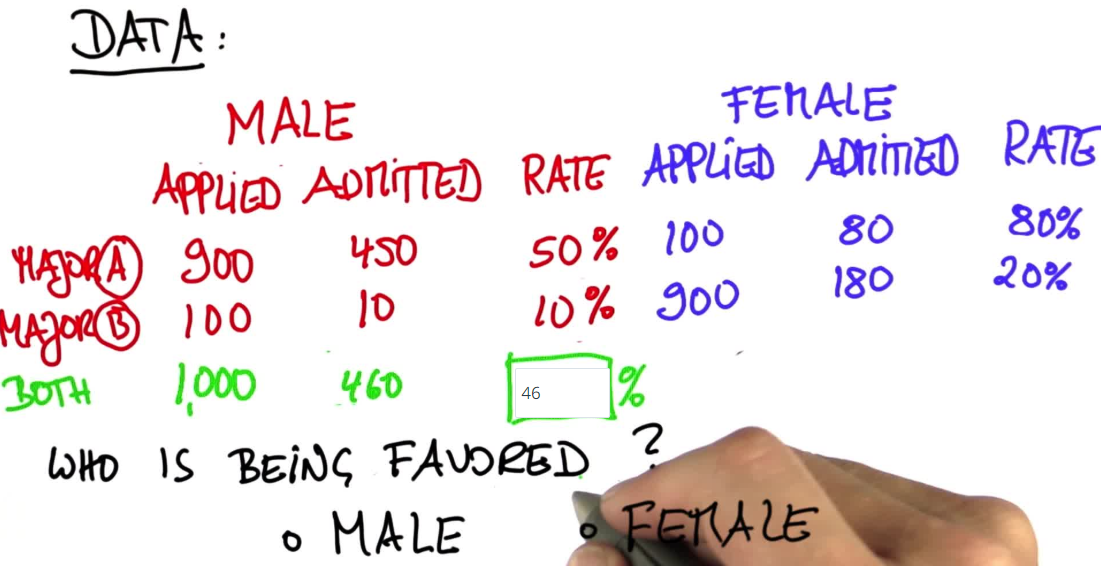 DATA:
MALE FEMALE
APPLIED ADMITTED RATE APPLIED ADMITTED RATE
MAJOR A 900 450 50% 100 80 80%
MAJOR B 100 10 10% 900 180 20%
BOTH 1,000 460 46 %
WHO IS BEING FAVORED ?
MALE FEMALE